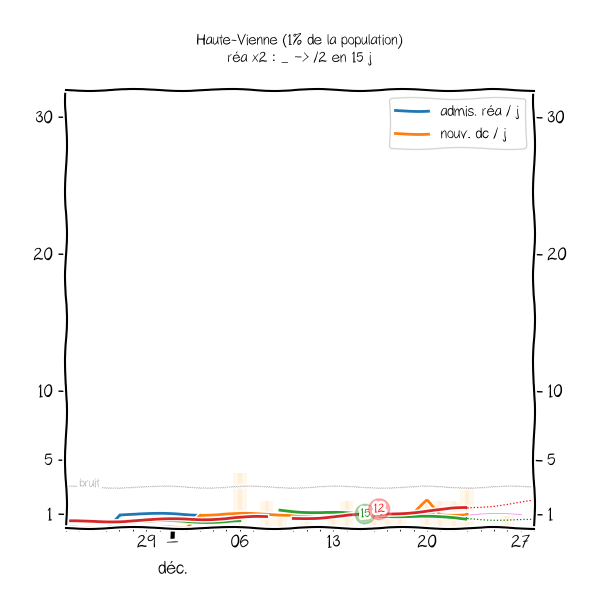 Haute-Vienne (1% de la population)
réa x2 : _ -> /2 en 15 j
admis. réa / j
nouv. dc / j
30 30
20 20
10 10
5 5
bruit
1 15 12 1
29 06 13 20 27
déc.